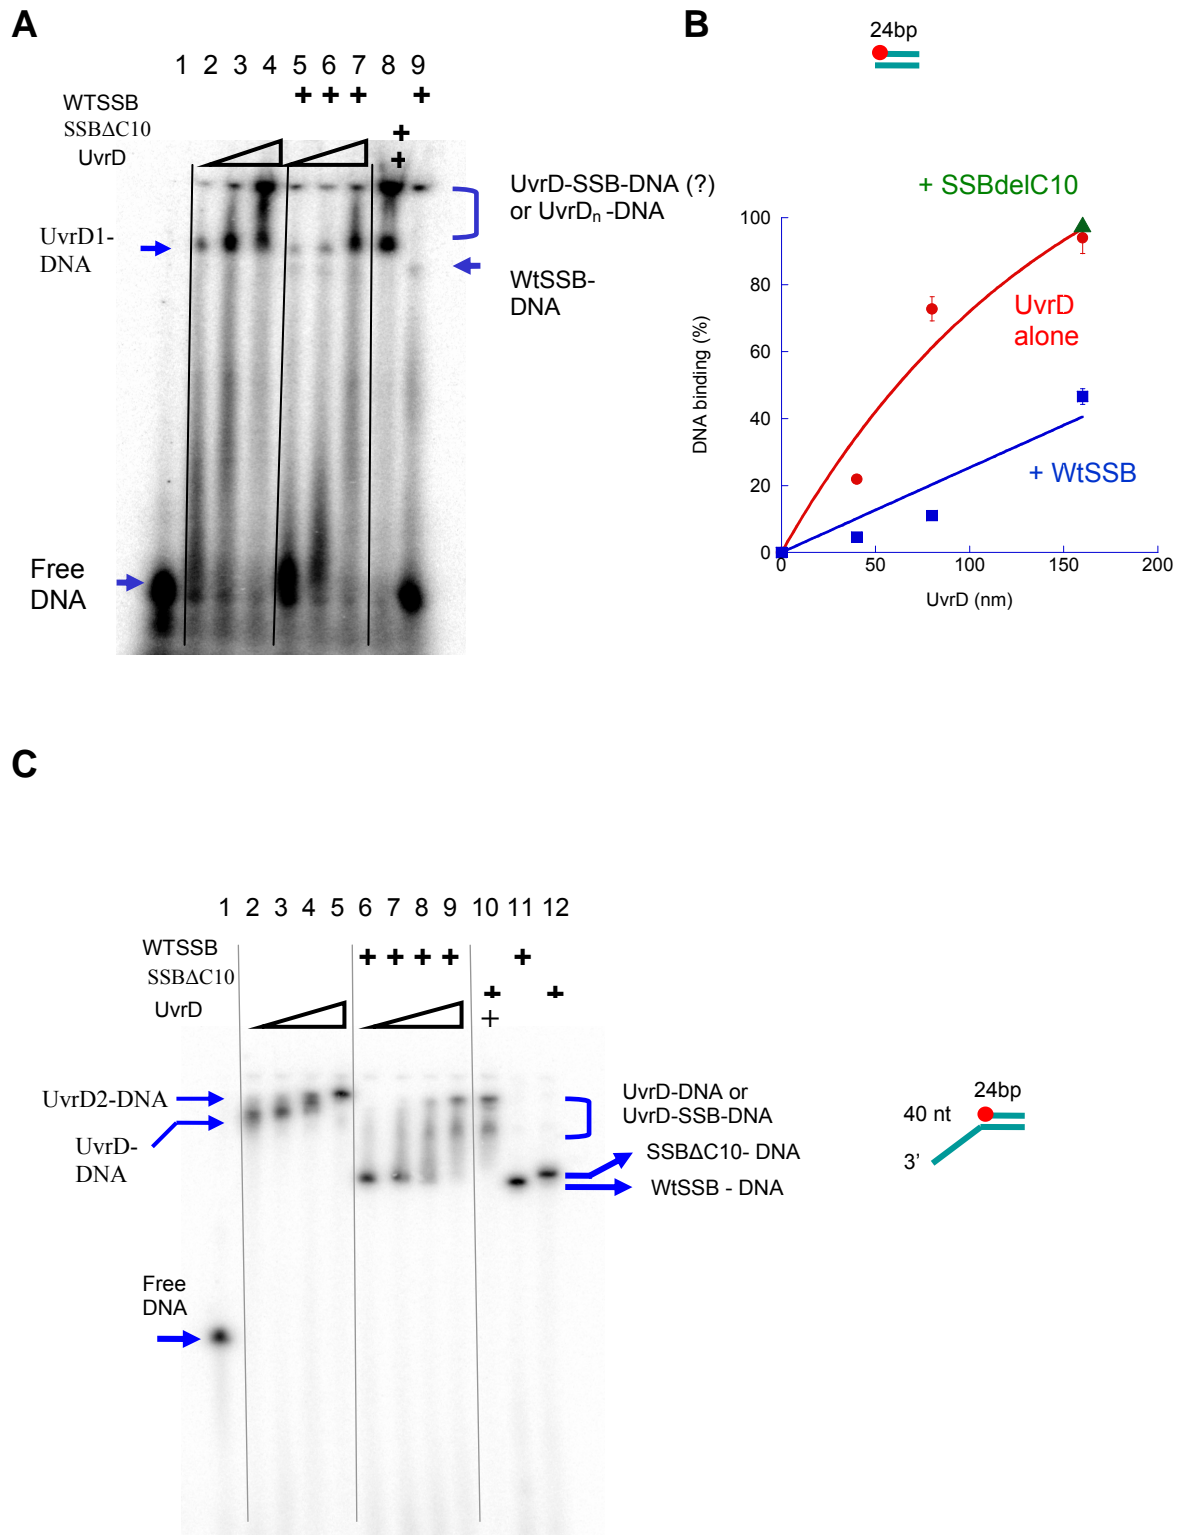 A
1 2 3 4 5 6 7 8 9
WTSSB + + + +
SSBΔC10 +
UvrD +
UvrD1-
DNA
UvrD-SSB-DNA (?)
or UvrDn -DNA
WtSSB-
DNA
Free
DNA
B
24bp
+ SSBdelC10
100
80
60
40
20
0
DNA binding (%)
UvrD
alone
+ WtSSB
0 50 100 150 200
UvrD (nm)
C
1 2 3 4 5 6 7 8 9 10 11 12
WTSSB + + + + +
SSBΔC10 + +
UvrD +
UvrD2-DNA
UvrD-
DNA
UvrD-DNA or
UvrD-SSB-DNA
SSBΔC10- DNA
WtSSB - DNA
Free
DNA
24bp
40 nt
3’